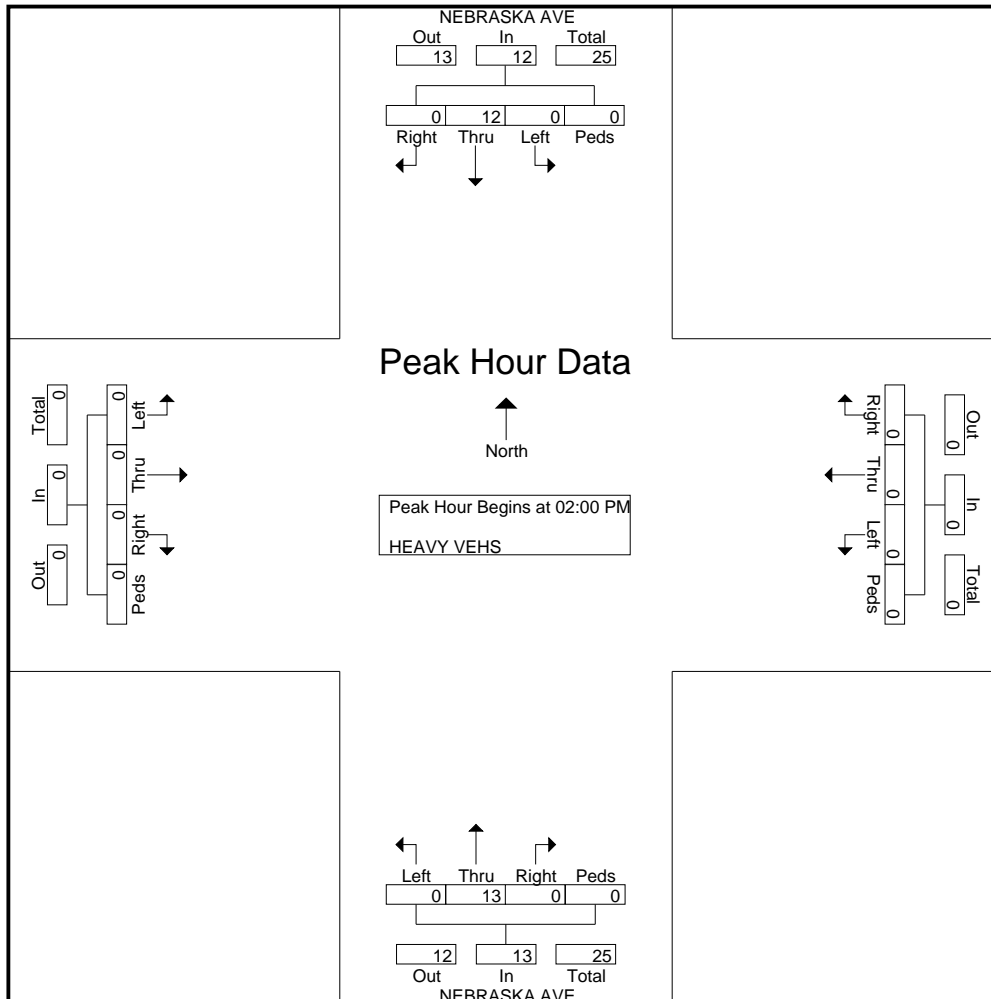 NEBRASKA AVE
Out In Total
13 12 25
0 12 0 0
Right Thru Left Peds
Peak Hour Data
North
Peak Hour Begins at 02:00 PM
HEAVY VEHS
Total In Out
0 0 0
0 0 0 0
Left Thru Right Peds
Right Thru Left Peds
0 0 0 0
Out In Total
0 0 0
Left Thru Right Peds
0 13 0 0
12 13 25
Out In Total
NEBRASKA AVE